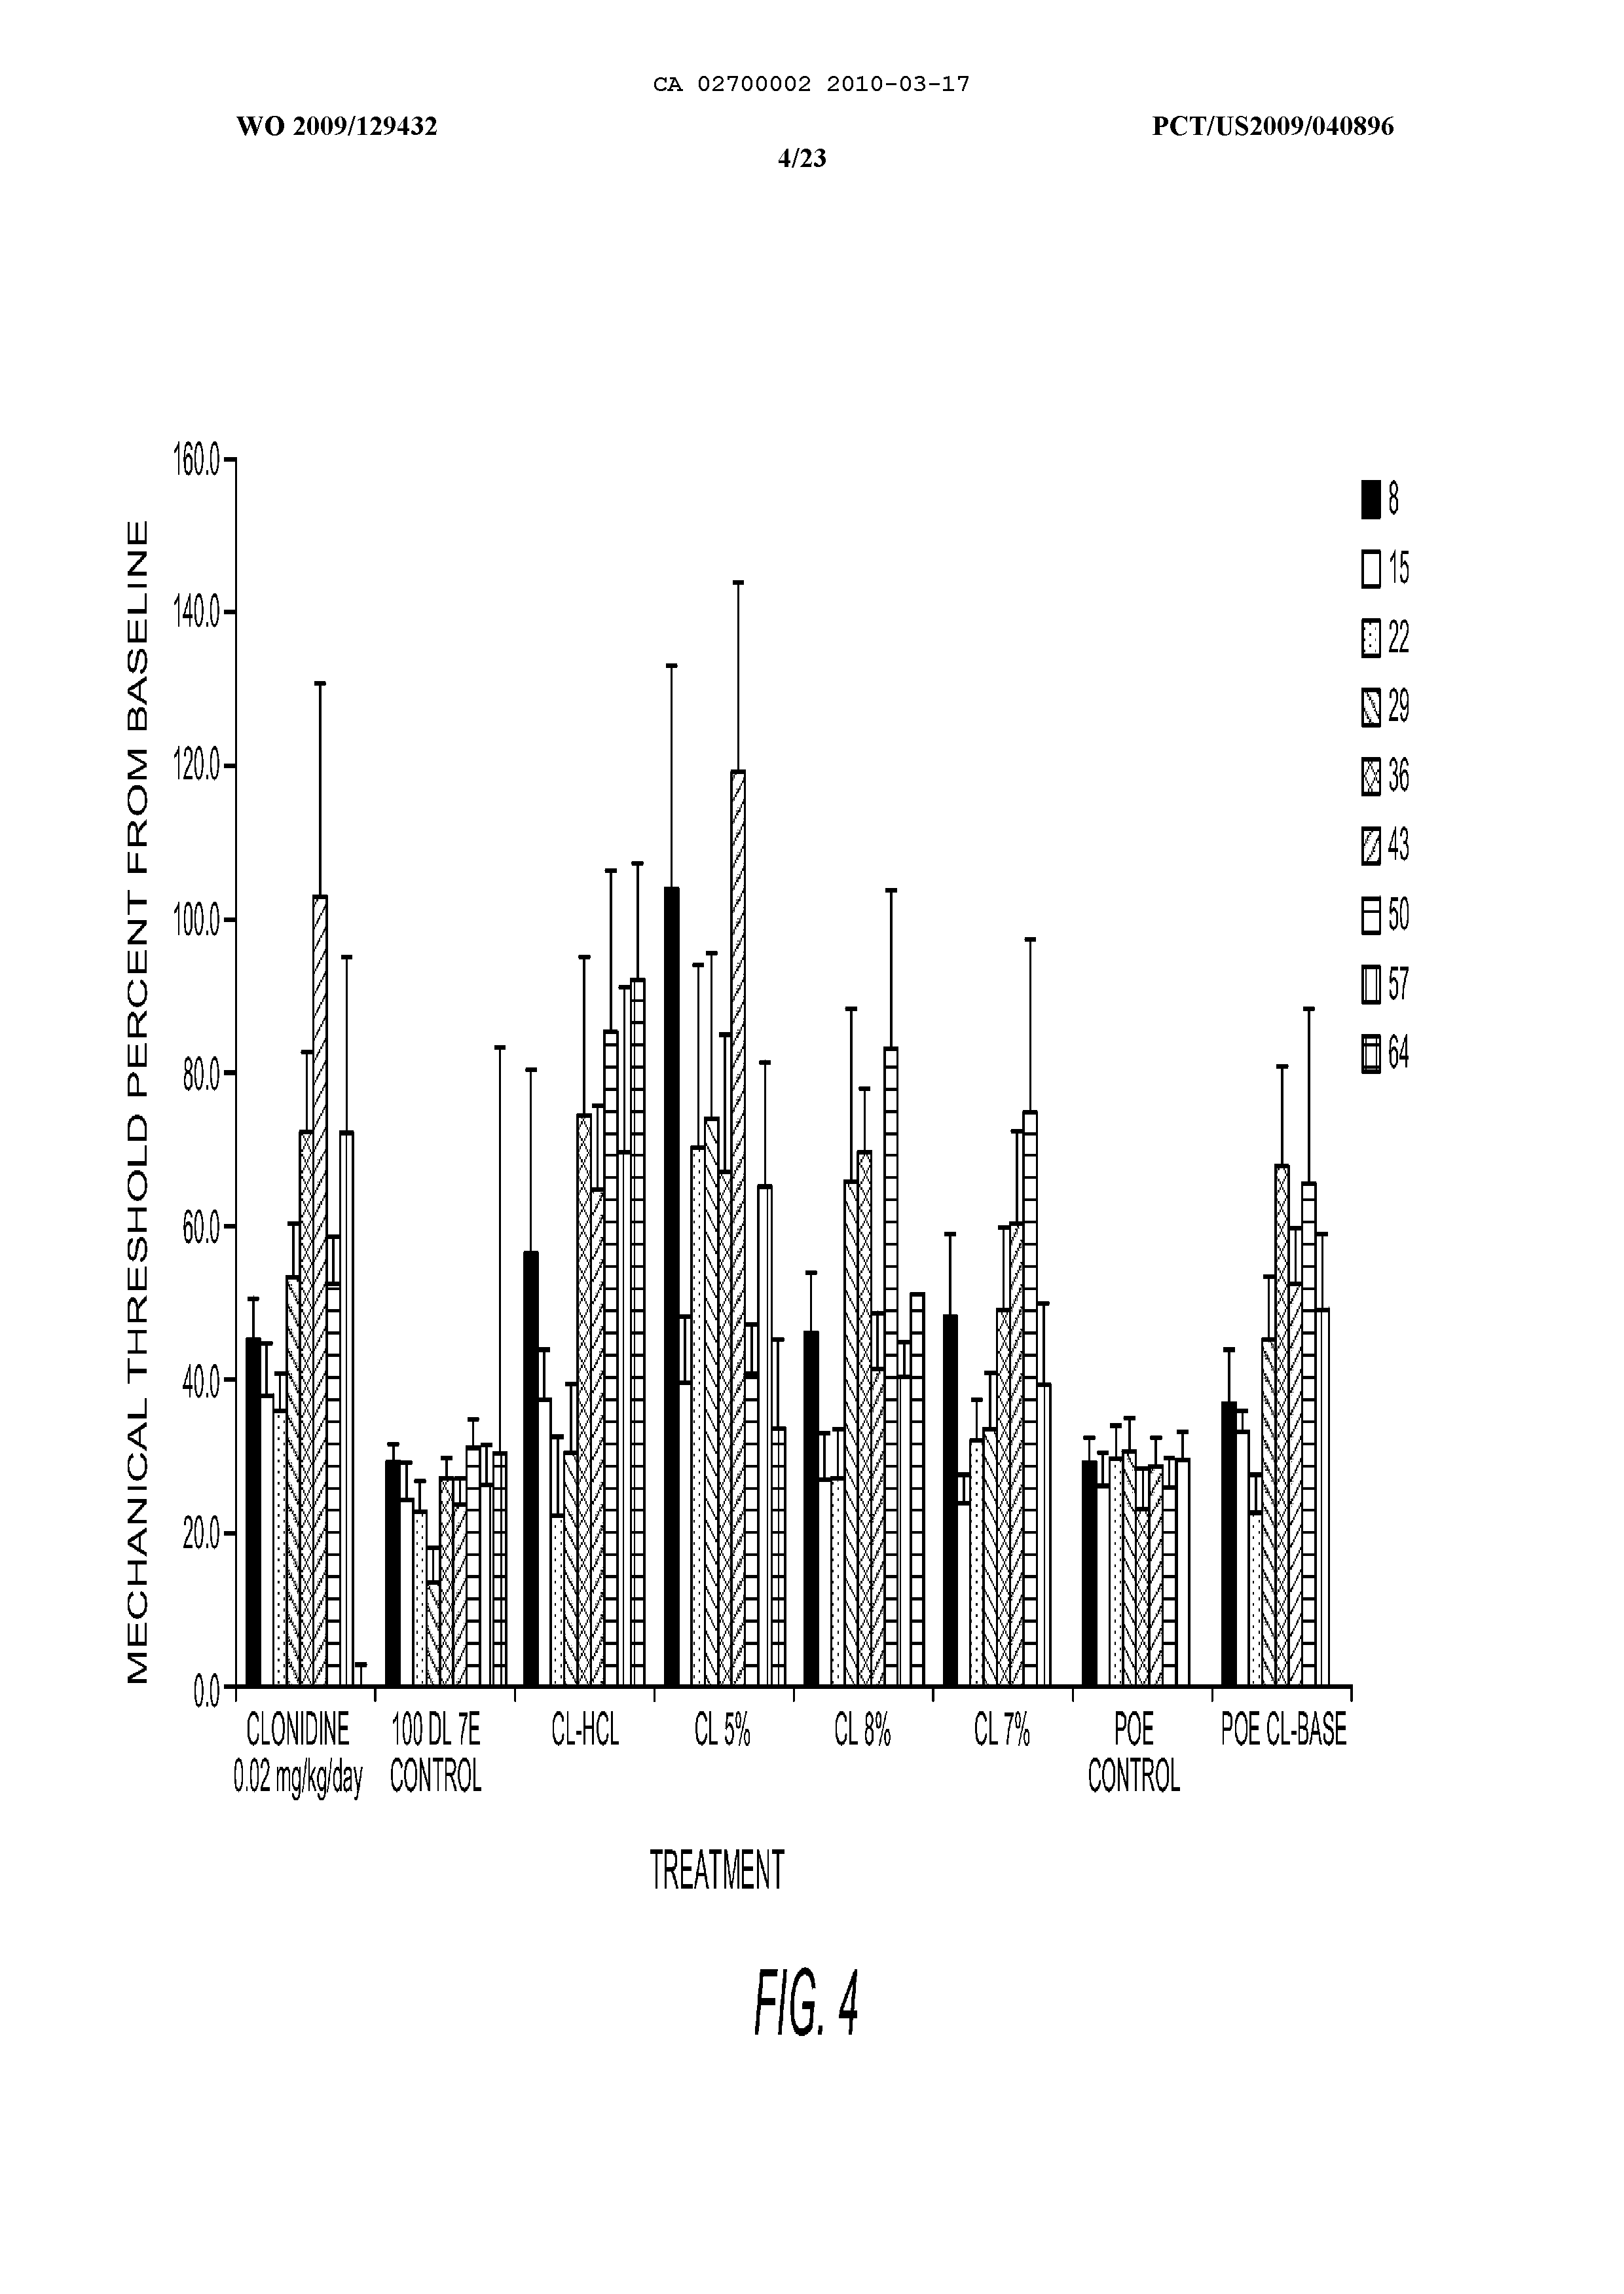 CA 02700002 2010-03-17
WO 2009/129432
PCT/US2009/040896
4/23
MECHANICAL THRESHOLD PERCENT FROM BASELINE
160.0
140.0
120.0
100.0
80.0
60.0
40.0
20.0
0.0
8
15
22
29
36
43
50
57
64
CLONIDINE
0.02 mg/kg/day
100 DL 7E
CONTROL
CL-HCL
CL 5%
CL 8%
CL 7%
POE
CONTROL
POE CL-BASE
TREATMENT
FIG. 4